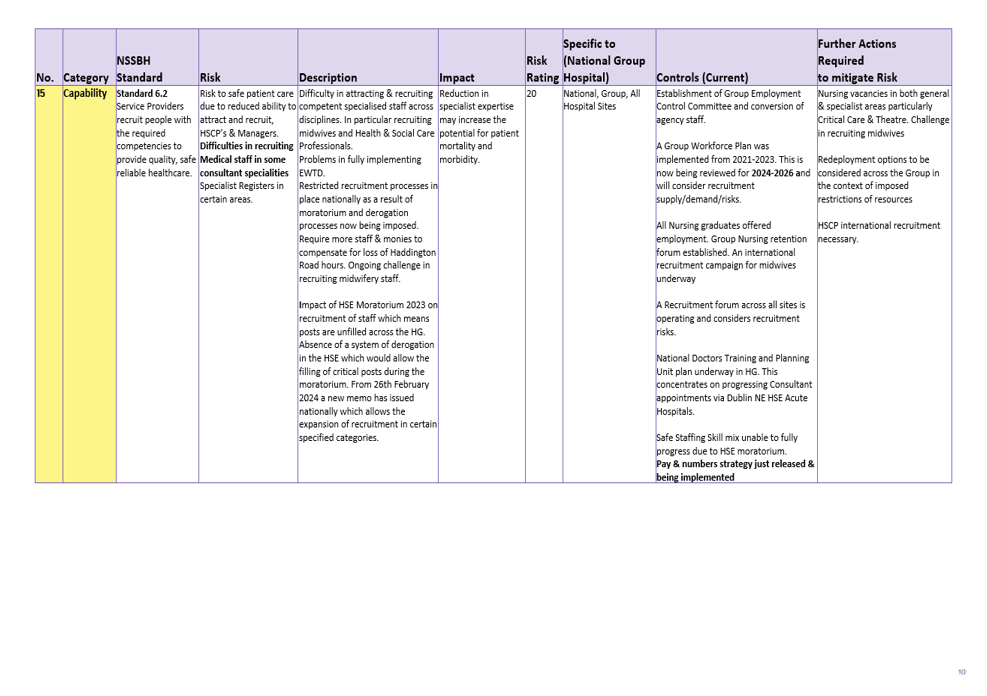 No.
Category
NSSBH
Standard
Risk
Description
Impact
Risk
Rating
Specific to
(National Group
Hospital)
Controls (Current)
Further Actions
Required
to mitigate Risk
15
Capability
Standard 6.2
Service Providers
recruit people with
the required
competencies to
provide quality, safe
reliable healthcare.
Risk to safe patient care
due to reduced ability to
attract and recruit,
HSCP's & Managers.
Difficulties in recruiting
Medical staff in some
consultant specialities
Specialist Registers in
certain areas.
Difficulty in attracting & recruiting
competent specialised staff across
disciplines. In particular recruiting
midwives and Health & Social Care
Professionals.
Problems in fully implementing
EWTD.
Restricted recruitment processes in
place nationally as a result of
moratorium and derogation
processes now being imposed.
Require more staff & monies to
compensate for loss of Haddington
Road hours. Ongoing challenge in
recruiting midwifery staff.
Impact of HSE Moratorium 2023 on
recruitment of staff which means
posts are unfilled across the HG.
Absence of a system of derogation
in the HSE which would allow the
filling of critical posts during the
moratorium. From 26th February
2024 a new memo has issued
nationally which allows the
expansion of recruitment in certain
specified categories.
Reduction in
specialist expertise
may increase the
potential for patient
mortality and
morbidity.
20
National, Group, All
Hospital Sites
Establishment of Group Employment
Control Committee and conversion of
agency staff.
A Group Workforce Plan was
implemented from 2021-2023. This is
now being reviewed for 2024-2026 and
will consider recruitment
supply/demand/risks.
All Nursing graduates offered
employment. Group Nursing retention
forum established. An international
recruitment campaign for midwives
underway
A Recruitment forum across all sites is
operating and considers recruitment
risks.
National Doctors Training and Planning
Unit plan underway in HG. This
concentrates on progressing Consultant
appointments via Dublin NE HSE Acute
Hospitals.
Safe Staffing Skill mix unable to fully
progress due to HSE moratorium.
Pay & numbers strategy just released &
being implemented
Nursing vacancies in both general
& specialist areas particularly
Critical Care & Theatre. Challenge
in recruiting midwives
Redeployment options to be
considered across the Group in
the context of imposed
restrictions of resources
HSCP international recruitment
necessary.
10